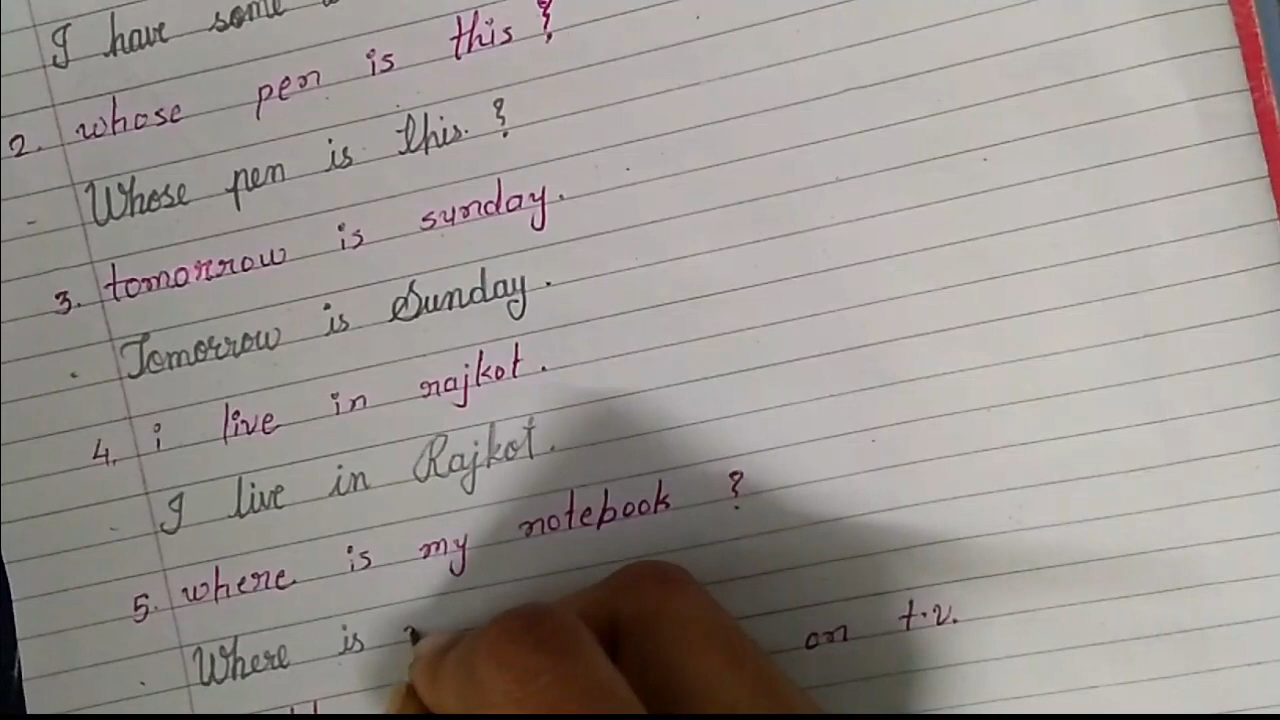 I have some
2. whose pen is this ?
- Whose pen is this. ?
3. tomorrow is sunday.
. Tomorrow is Sunday.
4. i live in rajkot.
. I live in Rajkot.
5. where is my notebook ?
. Where is
on t.v.